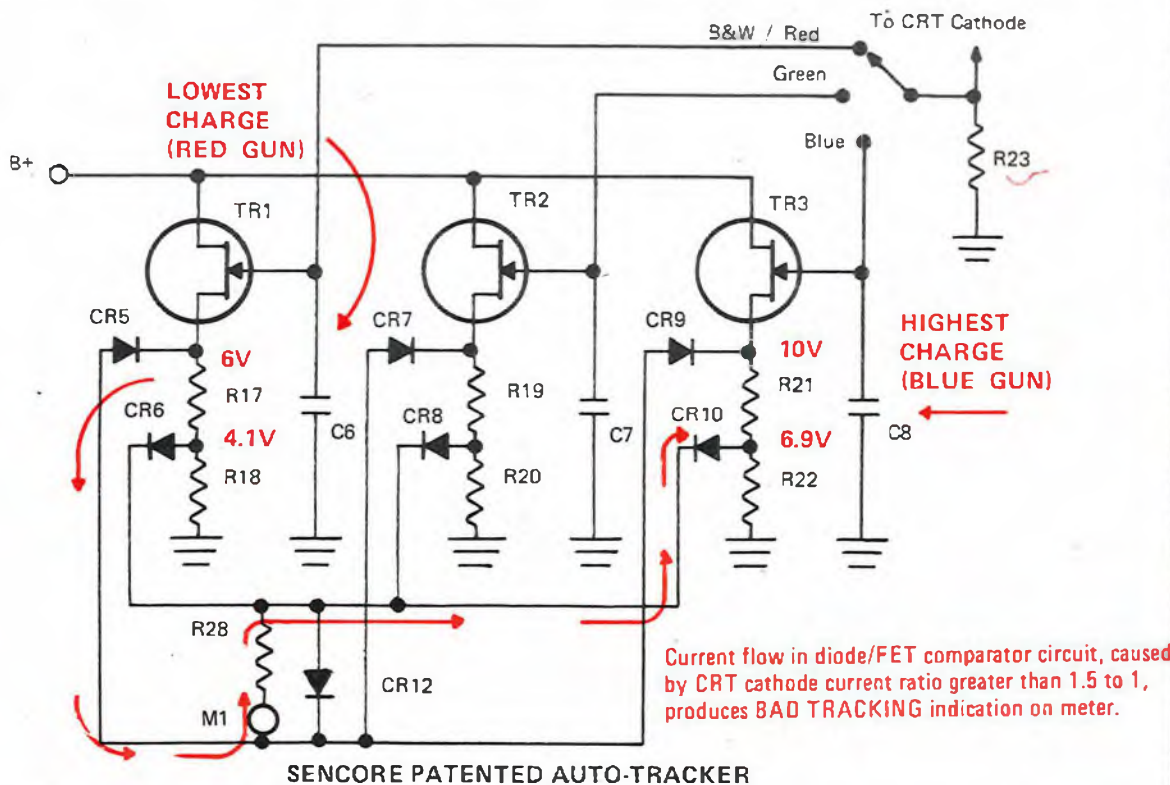 To CRT Cathode
B&W / Red
Green
Blue
R23
LOWEST
CHARGE
(RED GUN)
B+
TR1
TR2
TR3
CR5
6V
R17
CR6
4.1V
R18
C6
CR7
R19
CR8
R20
C7
CR9
10V
R21
CR10
6.9V
R22
C8
HIGHEST
CHARGE
(BLUE GUN)
R28
CR12
M1
Current flow in diode/FET comparator circuit, caused
by CRT cathode current ratio greater than 1.5 to 1,
produces BAD TRACKING indication on meter.
SENCORE PATENTED AUTO-TRACKER